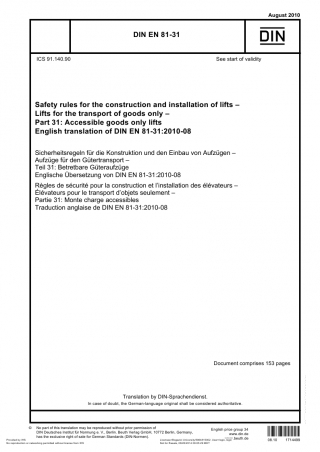 August 2010
DIN EN 81-31
DIN
ICS 91.140.90
See start of validity
Safety rules for the construction and installation of lifts –
Lifts for the transport of goods only –
Part 31: Accessible goods only lifts
English translation of DIN EN 81-31:2010-08
Sicherheitsregeln für die Konstruktion und den Einbau von Aufzügen –
Aufzüge für den Gütertransport –
Teil 31: Betretbare Güteraufzüge
Englische Übersetzung von DIN EN 81-31:2010-08
Règles de sécurité pour la construction et l'installation des élévateurs –
Élévateurs pour le transport d'objets seulement –
Partie 31: Monte charge accessibles
Traduction anglaise de DIN EN 81-31:2010-08
Document comprises 153 pages
Translation by DIN-Sprachendienst.
In case of doubt, the German-language original shall be considered authoritative.
© No part of this translation may be reproduced without prior permission of
DIN Deutsches Institut für Normung e. V., Berlin. Beuth Verlag GmbH, 10772 Berlin, Germany,
has the exclusive right of sale for German Standards (DIN-Normen).
English price group 34
www.din.de